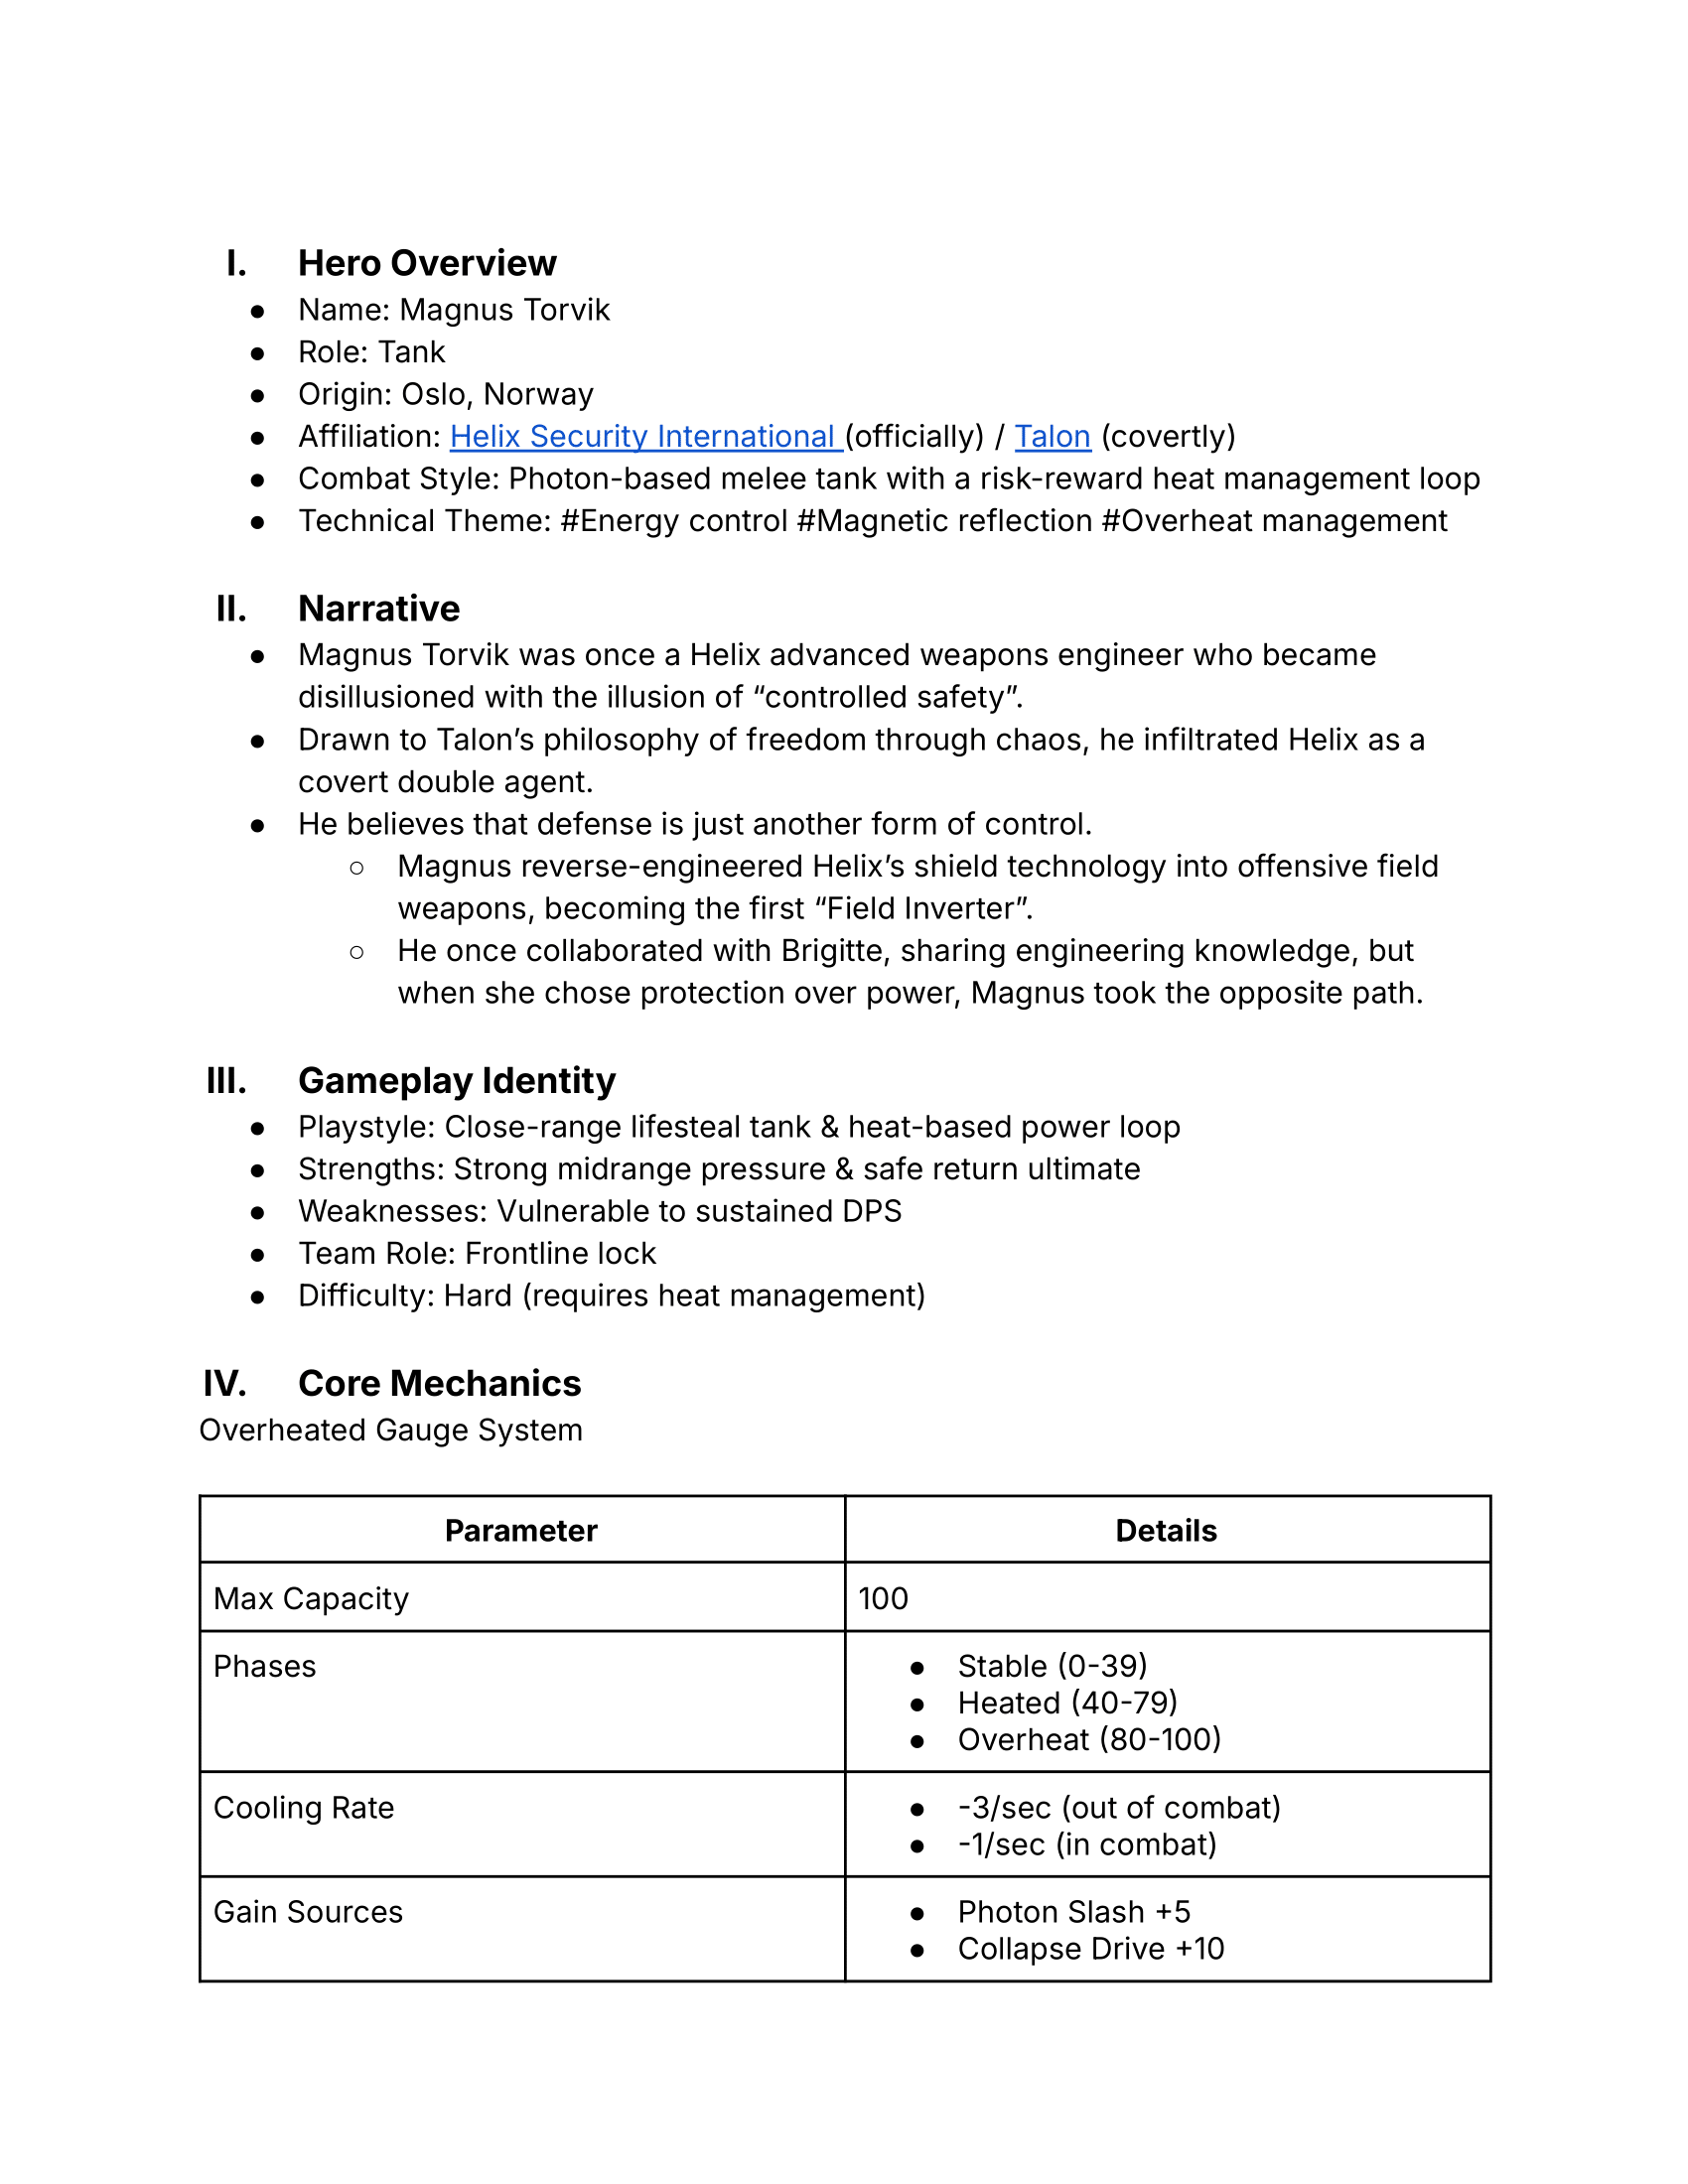 I. Hero Overview
● Name: Magnus Torvik
● Role: Tank
● Origin: Oslo, Norway
● Affiliation: Helix Security International (officially) / Talon (covertly)
● Combat Style: Photon-based melee tank with a risk-reward heat management loop
● Technical Theme: #Energy control #Magnetic reflection #Overheat management
II. Narrative
● Magnus Torvik was once a Helix advanced weapons engineer who became
disillusioned with the illusion of “controlled safety”.
● Drawn to Talon’s philosophy of freedom through chaos, he infiltrated Helix as a
covert double agent.
● He believes that defense is just another form of control.
○ Magnus reverse-engineered Helix’s shield technology into offensive field
weapons, becoming the first “Field Inverter”.
○ He once collaborated with Brigitte, sharing engineering knowledge, but
when she chose protection over power, Magnus took the opposite path.
III. Gameplay Identity
● Playstyle: Close-range lifesteal tank & heat-based power loop
● Strengths: Strong midrange pressure & safe return ultimate
● Weaknesses: Vulnerable to sustained DPS
● Team Role: Frontline lock
● Difficulty: Hard (requires heat management)
IV. Core Mechanics
Overheated Gauge System
Parameter Details
Max Capacity 100
Phases ● Stable (0-39)
● Heated (40-79)
● Overheat (80-100)
Cooling Rate ● -3/sec (out of combat)
● -1/sec (in combat)
Gain Sources ● Photon Slash +5
● Collapse Drive +10